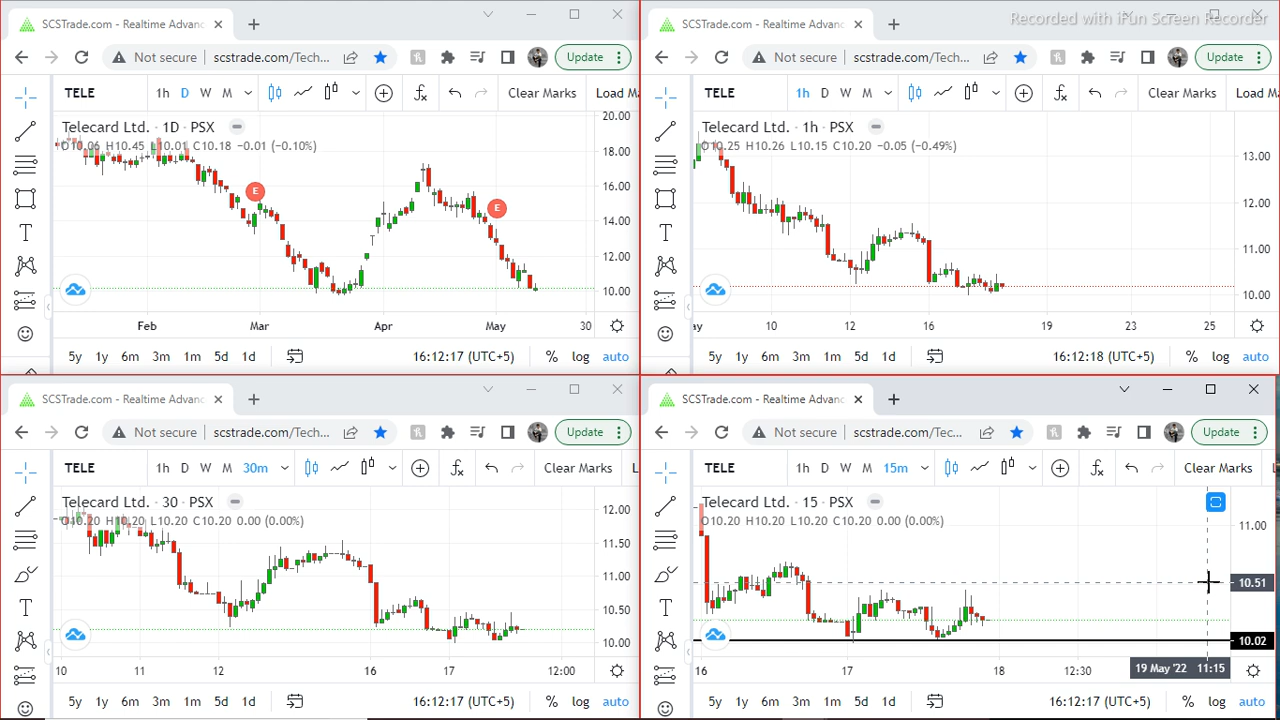 SCSTrade.com - Realtime Advanc
Not secure scstrade.com/Tech... Update
TELE 1h D W M Clear Marks Load M
Telecard Ltd. · 1D · PSX
O10.06 H10.45 L10.01 C10.18 −0.01 (−0.10%)
20.00
18.00
16.00
14.00
12.00
10.00
E
E
Feb Mar Apr May 30
5y 1y 6m 3m 1m 5d 1d 16:12:17 (UTC+5) % log auto
SCSTrade.com - Realtime Advanc
Recorded with iFun Screen Recorder
Not secure scstrade.com/Tech... Update
TELE 1h D W M Clear Marks Load M
Telecard Ltd. · 1h · PSX
O10.25 H10.26 L10.15 C10.20 −0.05 (−0.49%)
13.00
12.00
11.00
10.00
ay 10 12 16 19 23 25
5y 1y 6m 3m 1m 5d 1d 16:12:18 (UTC+5) % log auto
SCSTrade.com - Realtime Advanc
Not secure scstrade.com/Tech... Update
TELE 1h D W M 30m Clear Marks L
Telecard Ltd. · 30 · PSX
O10.20 H10.20 L10.20 C10.20 0.00 (0.00%)
12.00
11.50
11.00
10.50
10.00
10 11 12 16 17 12:00
5y 1y 6m 3m 1m 5d 1d 16:12:17 (UTC+5) % log auto
SCSTrade.com - Realtime Advanc
Not secure scstrade.com/Tec... Update
TELE 1h D W M 15m Clear Marks
Telecard Ltd. · 15 · PSX
O10.20 H10.20 L10.20 C10.20 0.00 (0.00%)
11.00
10.51
10.02
16 17 18 12:30 19 May '22 11:15
5y 1y 6m 3m 1m 5d 1d 16:12:17 (UTC+5) % log auto